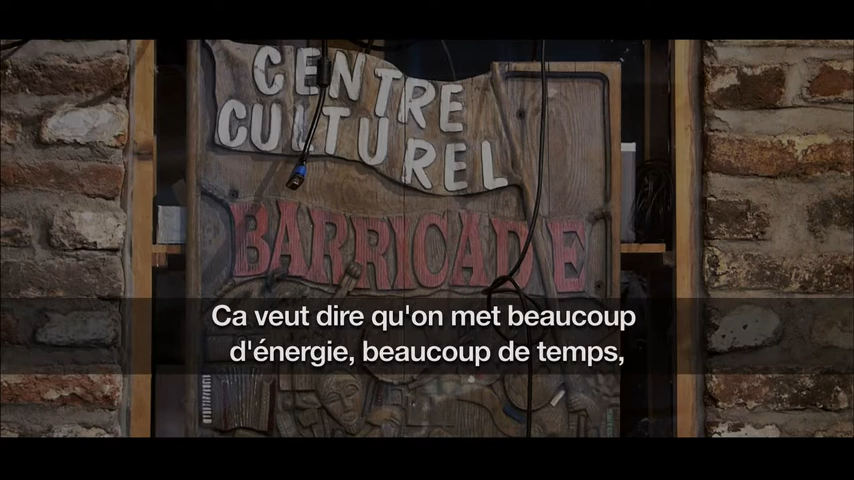 CENTRE
CULTUREL
BARRICADE
Ca veut dire qu'on met beaucoup
d'énergie, beaucoup de temps,